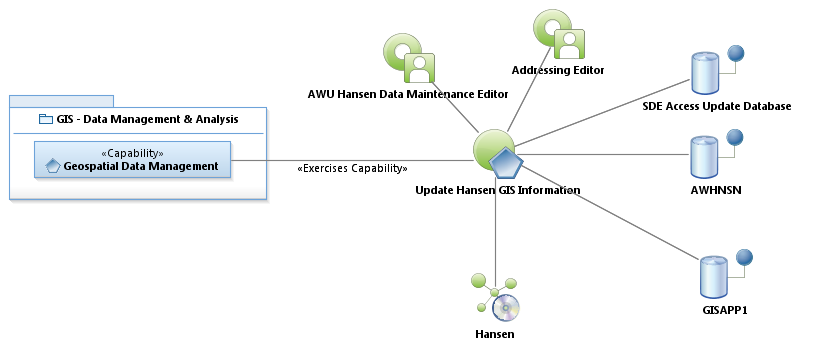 Addressing Editor
AWU Hansen Data Maintenance Editor
SDE Access Update Database
GIS - Data Management & Analysis
«Capability»
Geospatial Data Management
«Exercises Capability»
Update Hansen GIS Information
AWHNSN
GISAPP1
Hansen